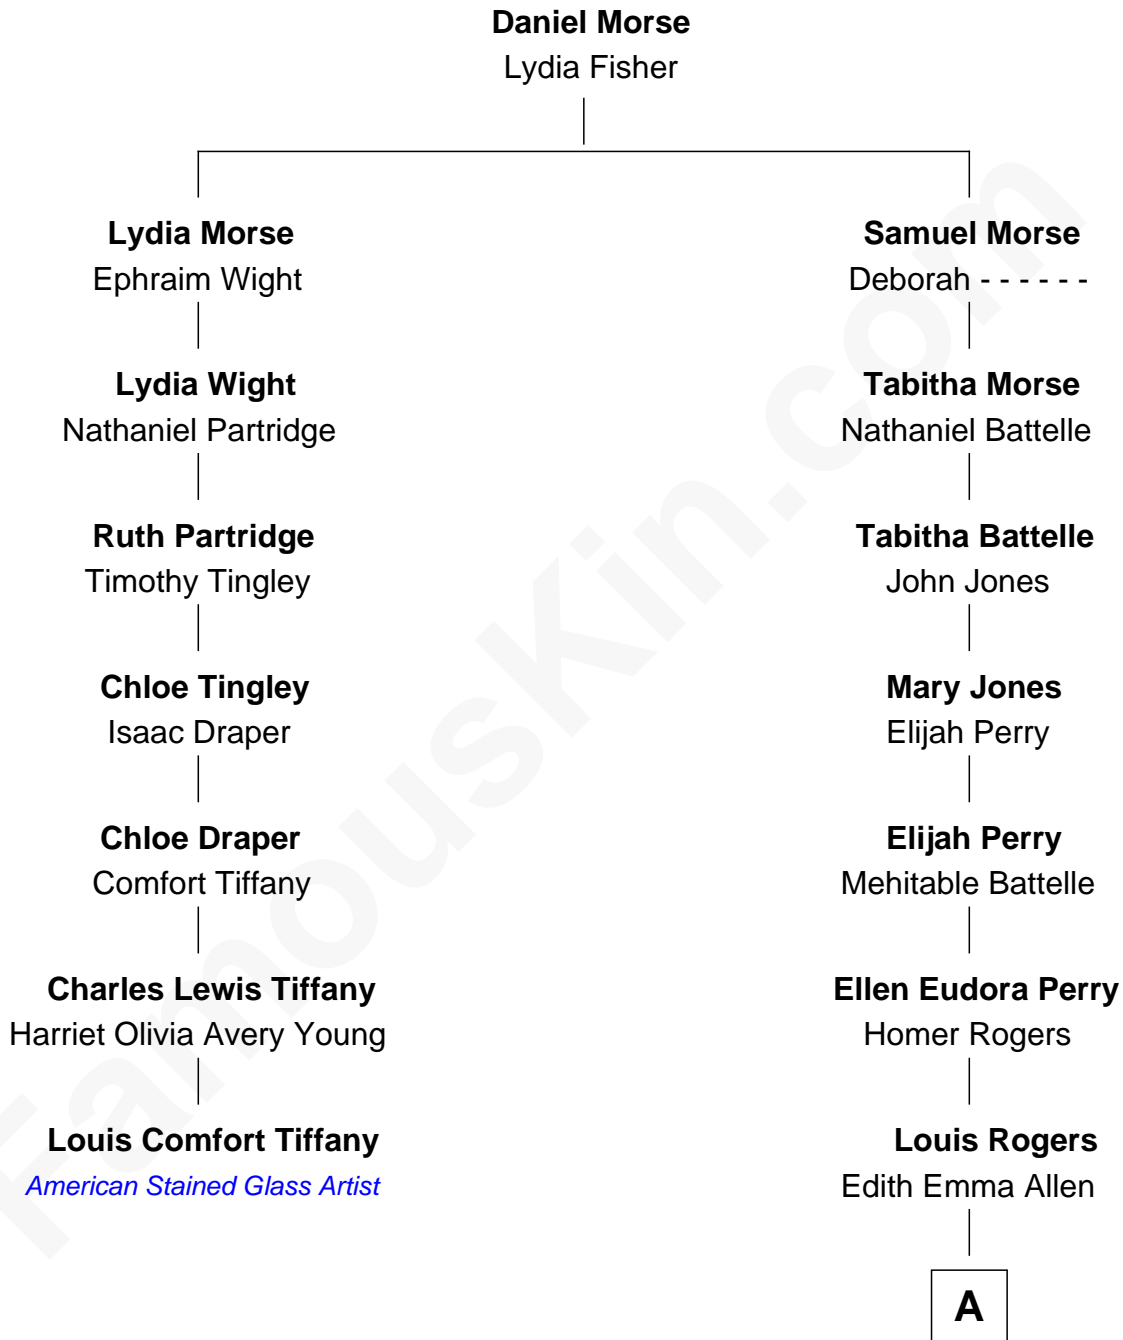 Daniel Morse
Lydia Fisher
Lydia Morse
Ephraim Wight
Samuel Morse
Deborah - - - - - -
Lydia Wight
Nathaniel Partridge
Tabitha Morse
Nathaniel Battelle
Ruth Partridge
Timothy Tingley
Tabitha Battelle
John Jones
Chloe Tingley
Isaac Draper
Mary Jones
Elijah Perry
Chloe Draper
Comfort Tiffany
Elijah Perry
Mehitable Battelle
Charles Lewis Tiffany
Harriet Olivia Avery Young
Ellen Eudora Perry
Homer Rogers
Louis Comfort Tiffany
American Stained Glass Artist
Louis Rogers
Edith Emma Allen
A
FamousKin.com